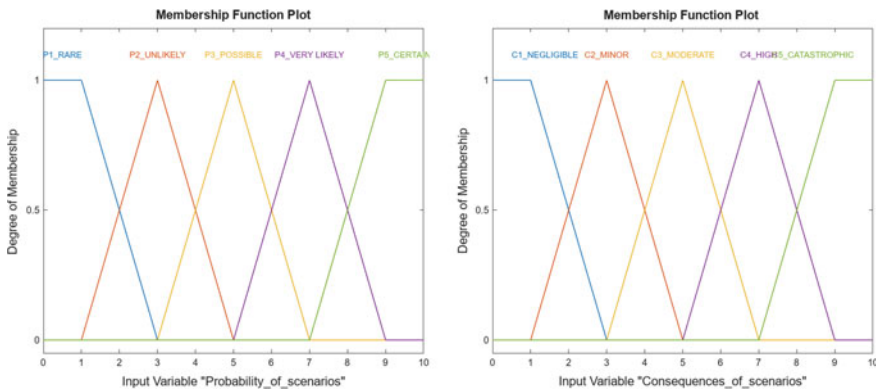 Membership Function Plot
P1_RARE P2_UNLIKELY P3_POSSIBLE P4_VERY LIKELY P5_CERTAIN
1
0.5
0
Degree of Membership
0 1 2 3 4 5 6 7 8 9 10
Input Variable "Probability_of_scenarios"
Membership Function Plot
C1_NEGLIGIBLE C2_MINOR C3_MODERATE C4_HIGH C5_CATASTROPHIC
1
0.5
0
Degree of Membership
0 1 2 3 4 5 6 7 8 9 10
Input Variable "Consequences_of_scenarios"